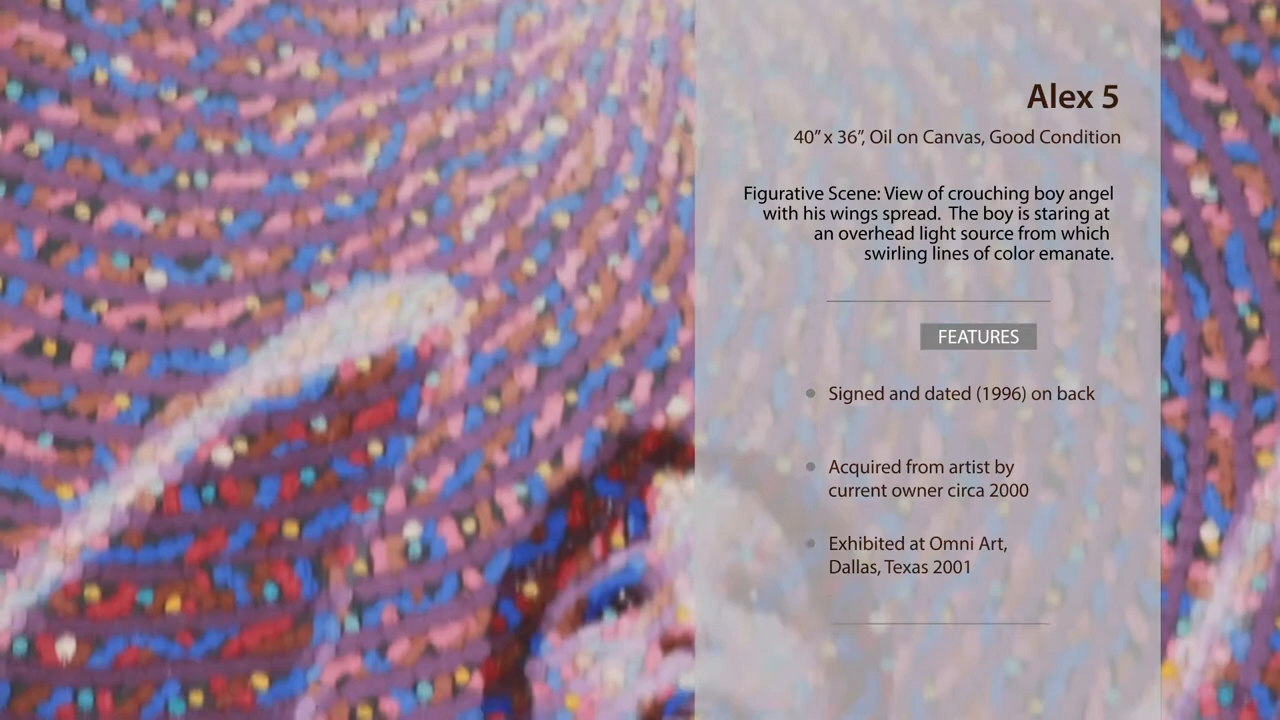 Alex 5
40” x 36”, Oil on Canvas, Good Condition
Figurative Scene: View of crouching boy angel
with his wings spread.  The boy is staring at
an overhead light source from which
swirling lines of color emanate.
FEATURES
Signed and dated (1996) on back
Acquired from artist by
current owner circa 2000
Exhibited at Omni Art,
Dallas, Texas 2001